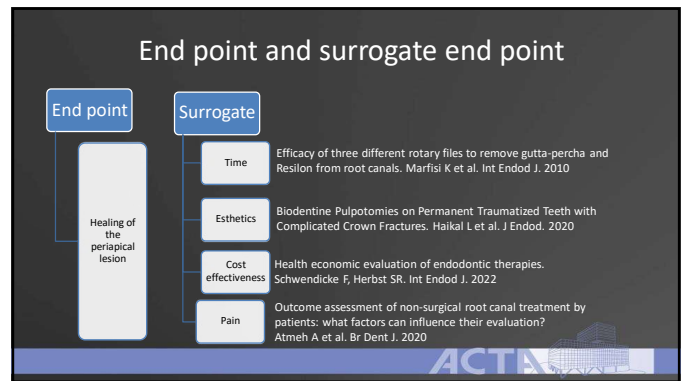 End point and surrogate end point
End point
Healing of
the
periapical
lesion
Surrogate
Time
Efficacy of three different rotary files to remove gutta-percha and
Resilon from root canals. Marfisi K et al. Int Endod J. 2010
Esthetics
Biodentine Pulpotomies on Permanent Traumatized Teeth with
Complicated Crown Fractures. Haikal L et al. J Endod. 2020
Cost
effectiveness
Health economic evaluation of endodontic therapies.
Schwendicke F, Herbst SR. Int Endod J. 2022
Pain
Outcome assessment of non-surgical root canal treatment by
patients: what factors can influence their evaluation?
Atmeh A et al. Br Dent J. 2020
ACTA